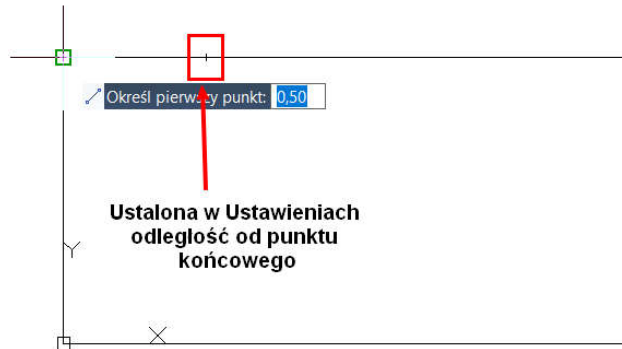 Określ pierwszy punkt: 0,50
Ustalona w Ustawieniach
odległość od punktu
końcowego
Y
X